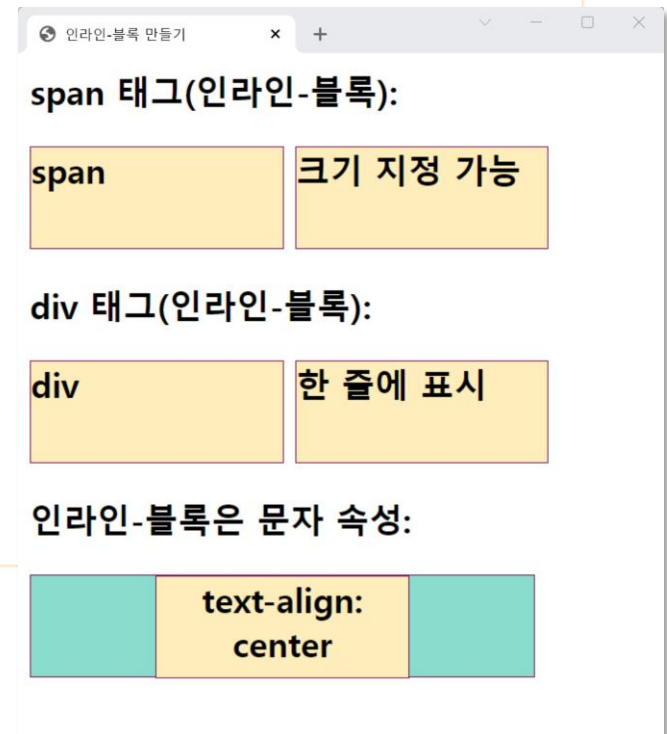 인라인-블록 만들기
span 태그(인라인-블록):
span 크기 지정 가능
div 태그(인라인-블록):
div 한 줄에 표시
인라인-블록은 문자 속성:
text-align:
center